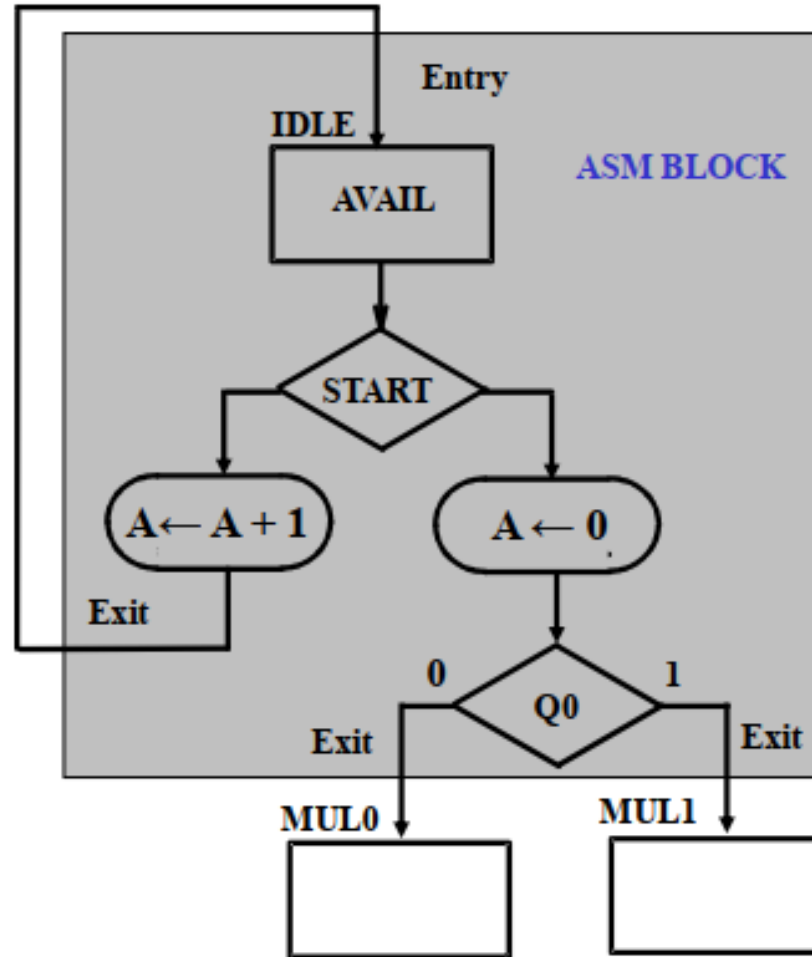 Entry
IDLE
ASM BLOCK
AVAIL
START
A← A + 1
A ← 0
Exit
0
1
Q0
Exit
Exit
MUL0
MUL1